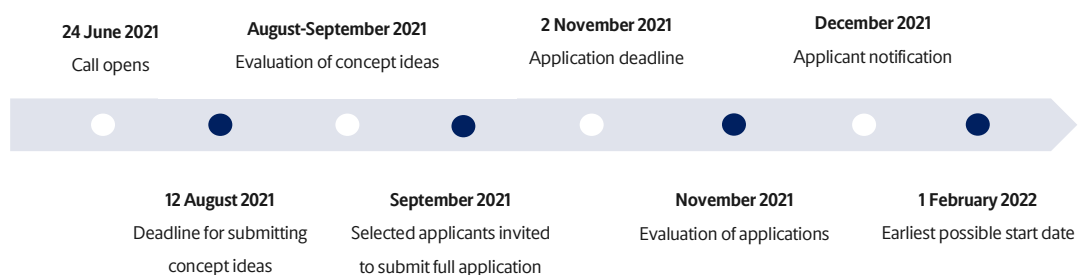 24 June 2021
Call opens
August-September 2021
Evaluation of concept ideas
2 November 2021
Application deadline
December 2021
Applicant notification
12 August 2021
Deadline for submitting
concept ideas
September 2021
Selected applicants invited
to submit full application
November 2021
Evaluation of applications
1 February 2022
Earliest possible start date